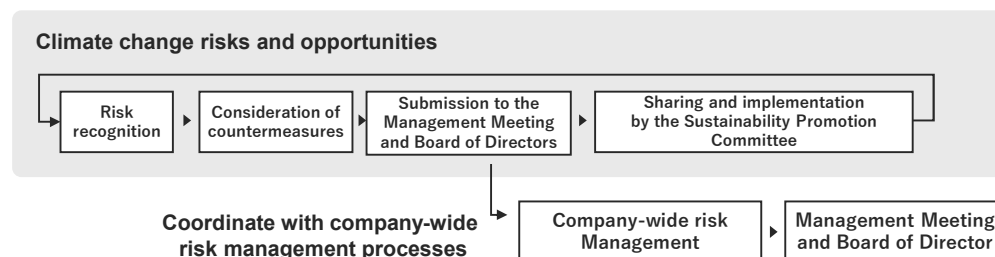 Climate change risks and opportunities
Risk
recognition
Consideration of
countermeasures
Submission to the
Management Meeting
and Board of Directors
Sharing and implementation
by the Sustainability Promotion
Committee
Coordinate with company-wide
risk management processes
Company-wide risk
Management
Management Meeting
and Board of Director